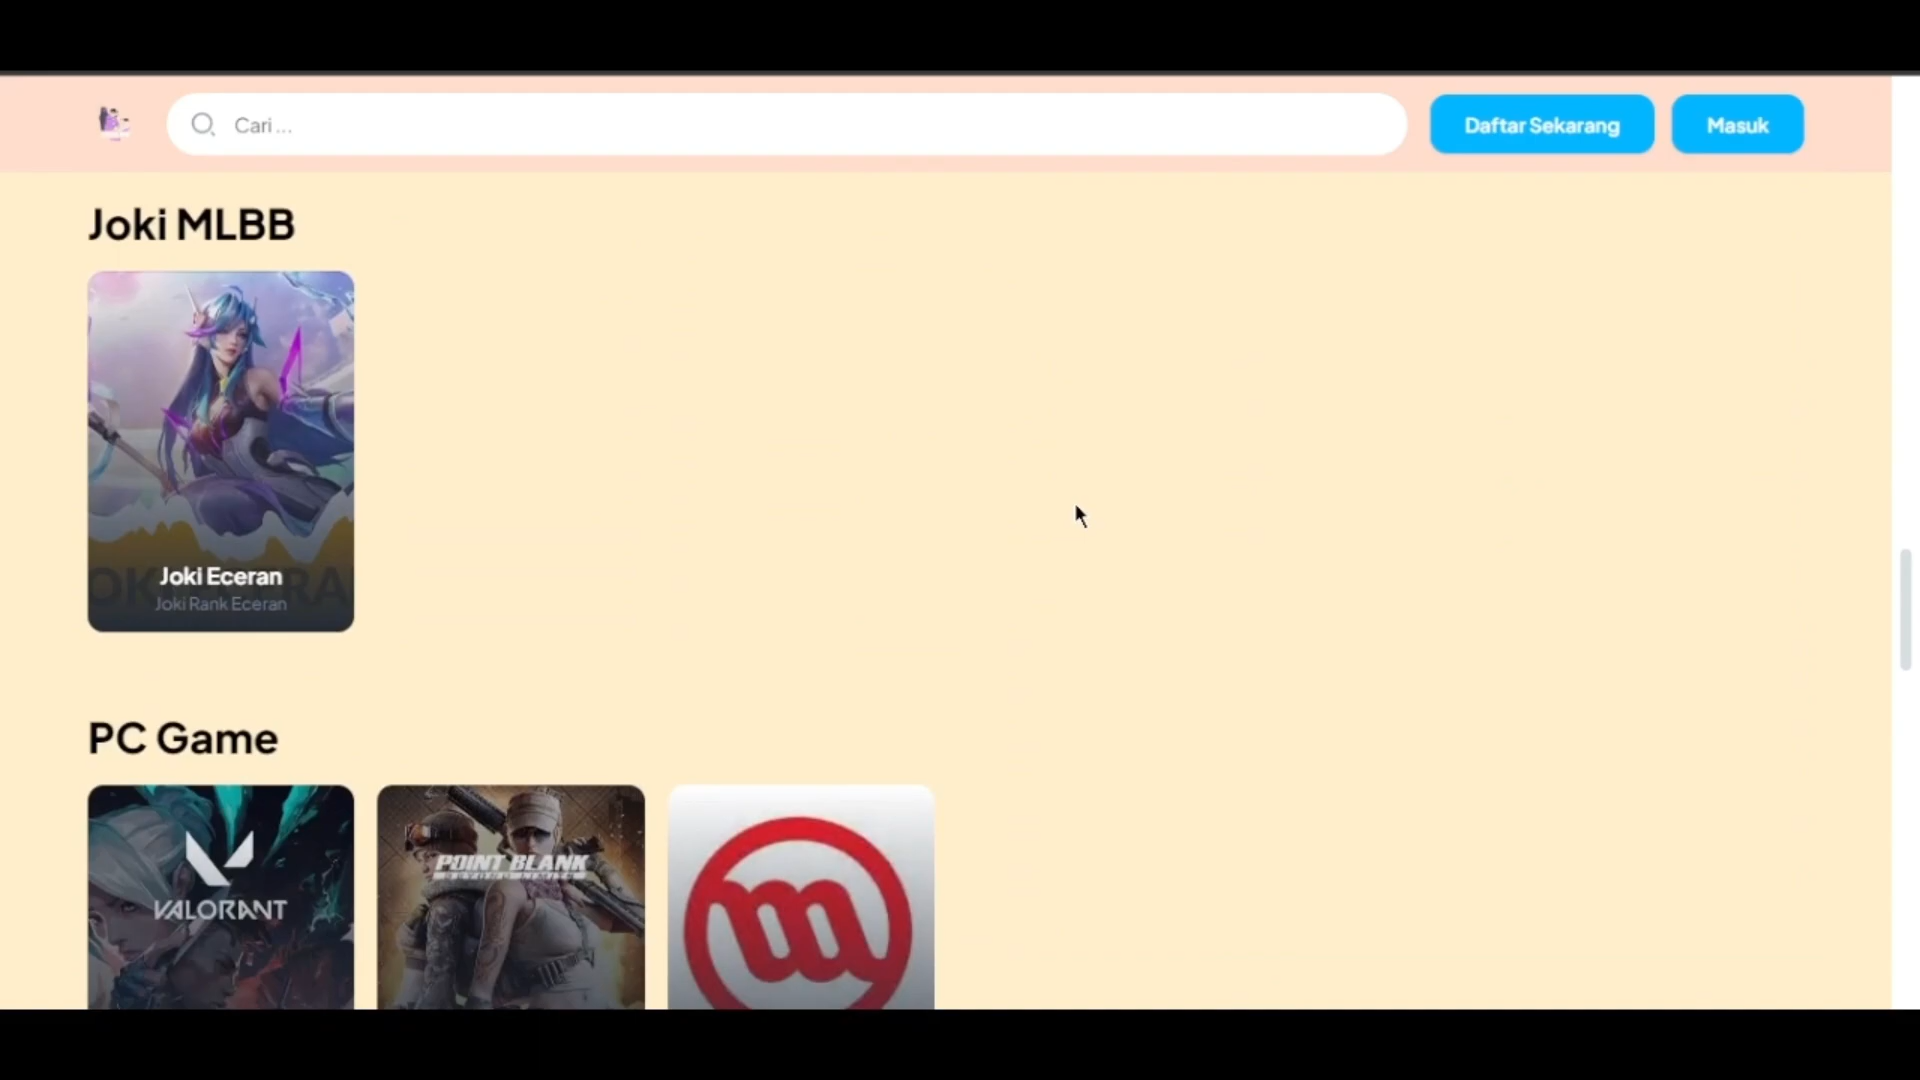 Cari ...
Daftar Sekarang
Masuk
Joki MLBB
Joki Eceran
Joki Rank Eceran
PC Game
VALORANT
POINT BLANK